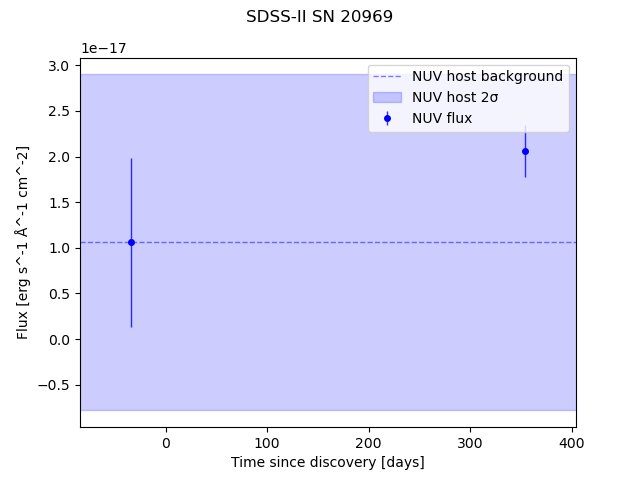 SDSS-II SN 20969
1e−17
3.0
2.5
2.0
1.5
1.0
0.5
0.0
−0.5
Flux [erg s^-1 Å^-1 cm^-2]
NUV host background
NUV host 2σ
NUV flux
0 100 200 300 400
Time since discovery [days]